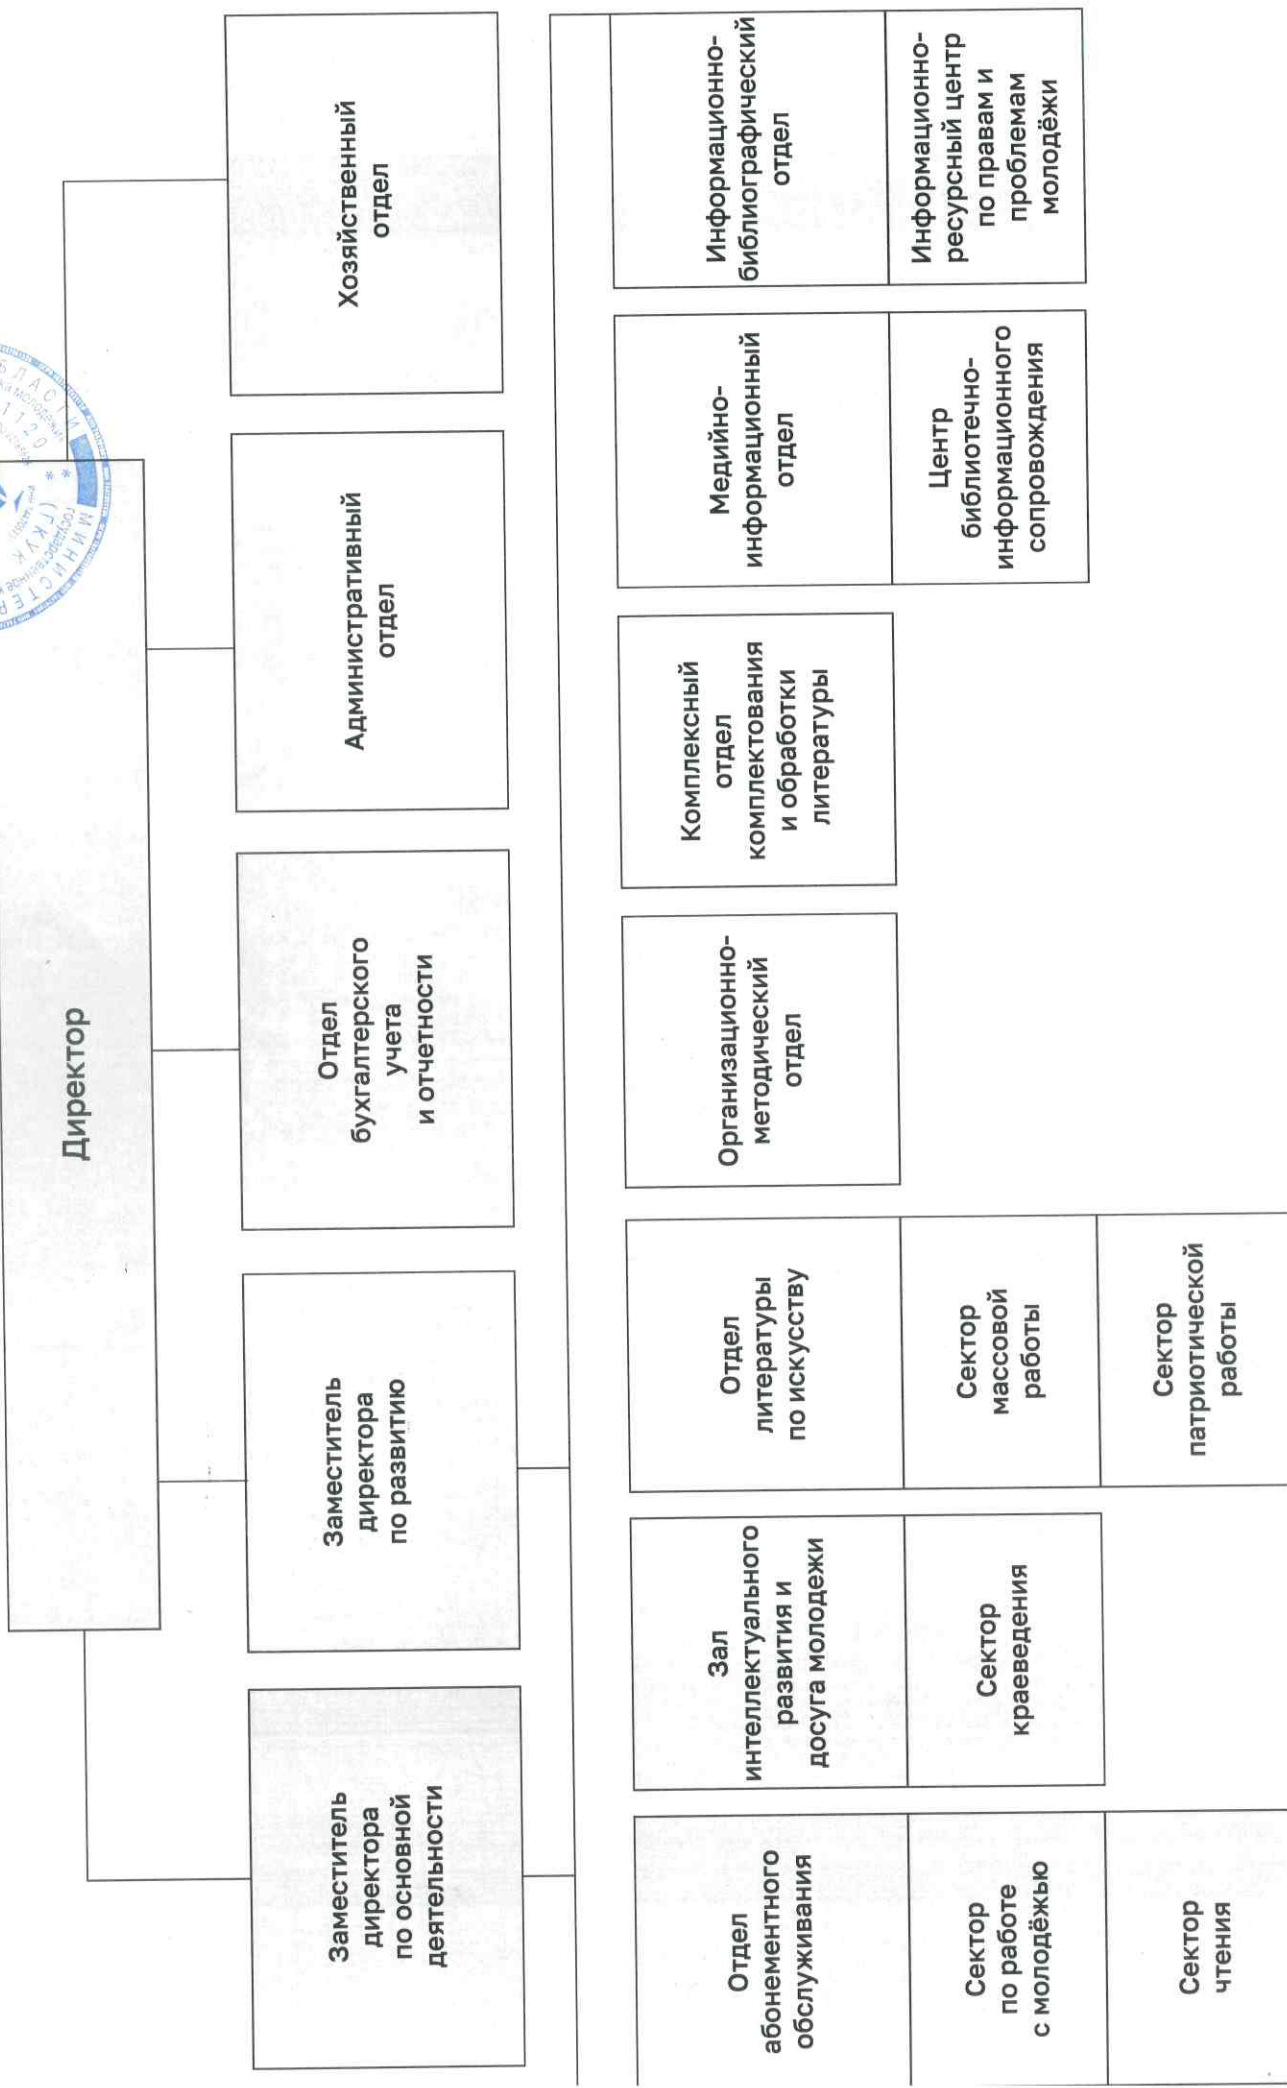 Директор
Заместитель
директора
по основной
деятельности
Заместитель
директора
по развитию
Отдел
бухгалтерского
учета
и отчетности
Административный
отдел
Хозяйственный
отдел
Отдел
абонементного
обслуживания
Сектор
по работе
с молодёжью
Сектор
чтения
Зал
интеллектуального
развития и
досуга молодежи
Сектор
краеведения
Отдел
литературы
по искусству
Сектор
массовой
работы
Сектор
патриотической
работы
Организационно-
методический
отдел
Комплексный
отдел
комплектования
и обработки
литературы
Медийно-
информационный
отдел
Центр
библиотечно-
информационного
сопровождения
Информационно-
библиографический
отдел
Информационно-
ресурсный центр
по правам и
проблемам
молодёжи